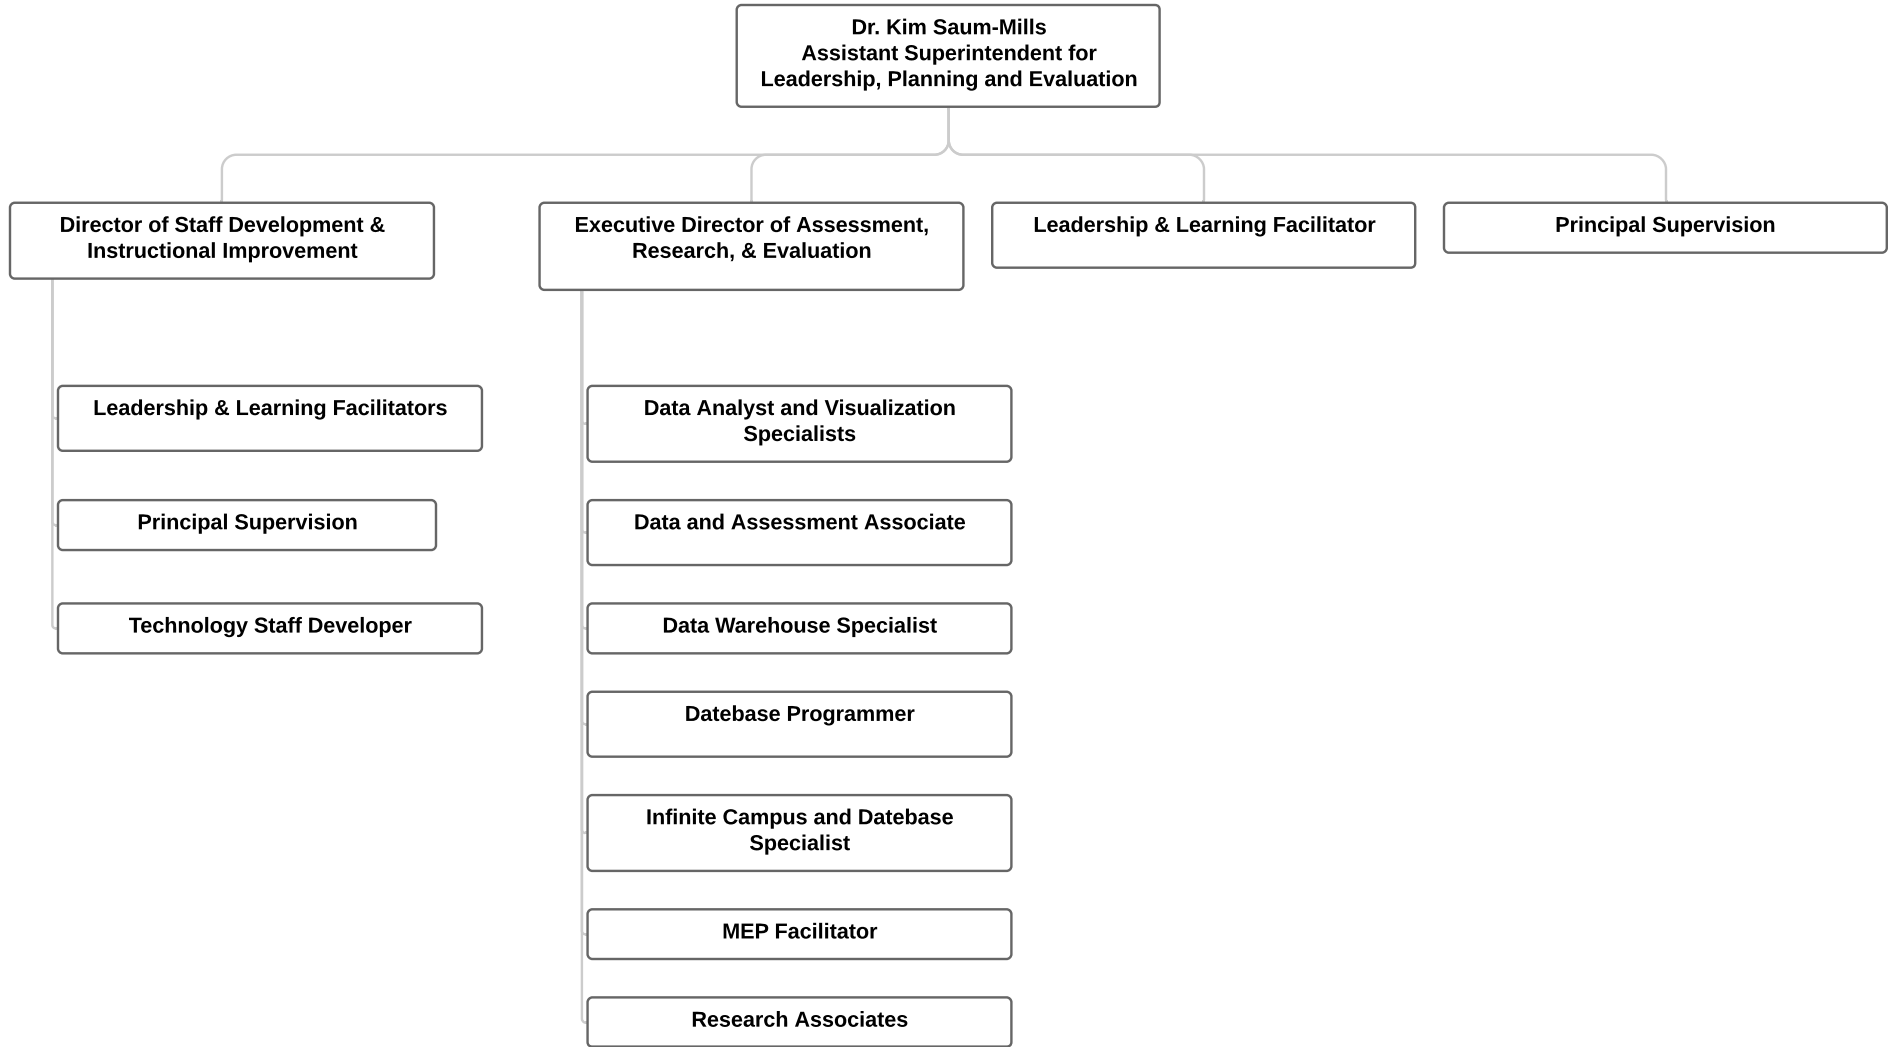 Dr. Kim Saum-Mills
Assistant Superintendent for
Leadership, Planning and Evaluation
Director of Staff Development &
Instructional Improvement
Executive Director of Assessment,
Research, & Evaluation
Leadership & Learning Facilitator
Principal Supervision
Leadership & Learning Facilitators
Principal Supervision
Technology Staff Developer
Data Analyst and Visualization
Specialists
Data and Assessment Associate
Data Warehouse Specialist
Datebase Programmer
Infinite Campus and Datebase
Specialist
MEP Facilitator
Research Associates